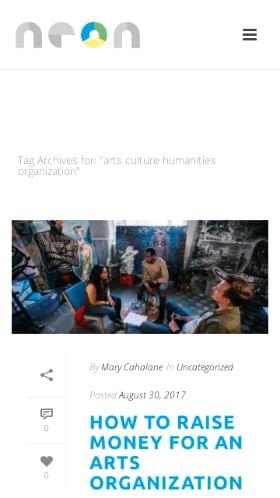 neon
Tag Archives for: "arts culture humanities
organization"
By Mary Cahalane In Uncategorized
Posted August 30, 2017
0
0
HOW TO RAISE
MONEY FOR AN
ARTS
ORGANIZATION